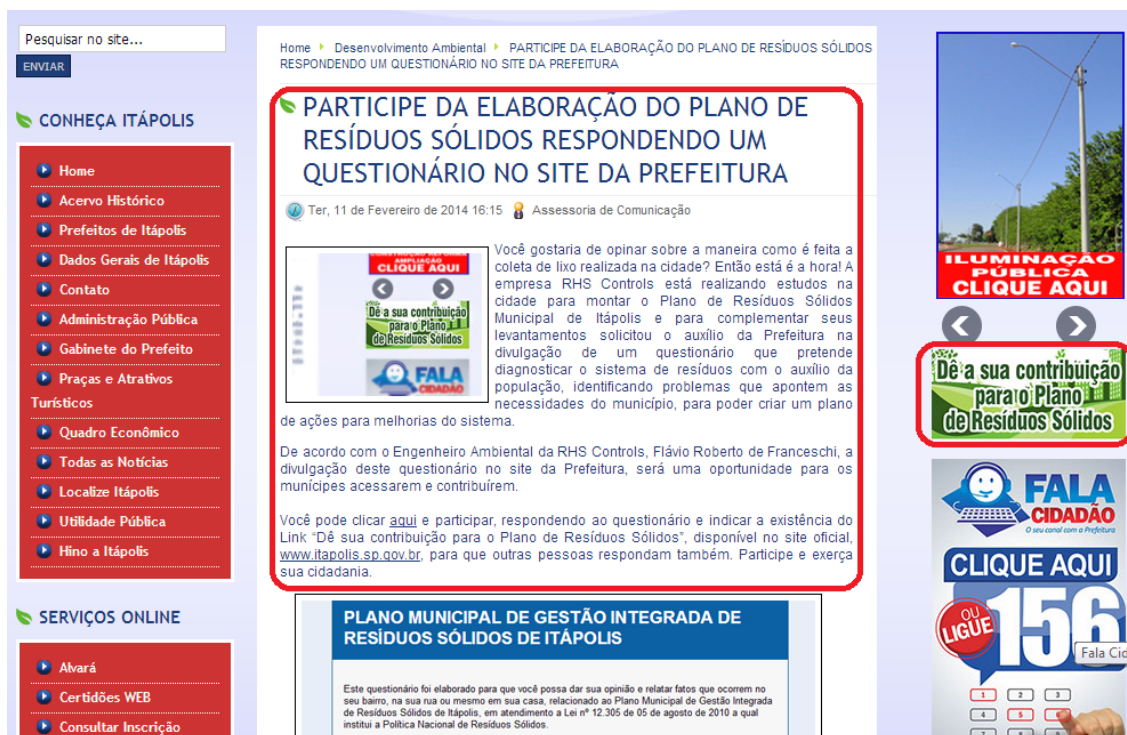 Pesquisar no site...
ENVIAR
CONHEÇA ITÁPOLIS
Home
Acervo Histórico
Prefeitos de Itápolis
Dados Gerais de Itápolis
Contato
Administração Pública
Gabinete do Prefeito
Praças e Atrativos
Turísticos
Quadro Econômico
Todas as Notícias
Localize Itápolis
Utilidade Pública
Hino a Itápolis
SERVIÇOS ONLINE
Alvará
Certidões WEB
Consultar Inscrição
Home Desenvolvimento Ambiental PARTICIPE DA ELABORAÇÃO DO PLANO DE RESÍDUOS SÓLIDOS
RESPONDENDO UM QUESTIONÁRIO NO SITE DA PREFEITURA
PARTICIPE DA ELABORAÇÃO DO PLANO DE
RESÍDUOS SÓLIDOS RESPONDENDO UM
QUESTIONÁRIO NO SITE DA PREFEITURA
Ter, 11 de Fevereiro de 2014 16:15 Assessoria de Comunicação
AMPLIAÇÃO
CLIQUE AQUI
Dê a sua contribuição
para o Plano
de Resíduos Sólidos
FALA
CIDADÃO
Você gostaria de opinar sobre a maneira como é feita a
coleta de lixo realizada na cidade? Então está é a hora! A
empresa RHS Controls está realizando estudos na
cidade para montar o Plano de Resíduos Sólidos
Municipal de Itápolis e para complementar seus
levantamentos solicitou o auxílio da Prefeitura na
divulgação de um questionário que pretende
diagnosticar o sistema de resíduos com o auxílio da
população, identificando problemas que apontem as
necessidades do município, para poder criar um plano
de ações para melhorias do sistema.
De acordo com o Engenheiro Ambiental da RHS Controls, Flávio Roberto de Franceschi, a
divulgação deste questionário no site da Prefeitura, será uma oportunidade para os
munícipes acessarem e contribuírem.
Você pode clicar aqui e participar, respondendo ao questionário e indicar a existência do
Link “Dê sua contribuição para o Plano de Resíduos Sólidos”, disponível no site oficial,
www.itapolis.sp.gov.br, para que outras pessoas respondam também. Participe e exerça
sua cidadania.
PLANO MUNICIPAL DE GESTÃO INTEGRADA DE
RESÍDUOS SÓLIDOS DE ITÁPOLIS
Este questionário foi elaborado para que você possa dar sua opinião e relatar fatos que ocorrem no
seu bairro, na sua rua ou mesmo em sua casa, relacionado ao Plano Municipal de Gestão Integrada
de Resíduos Sólidos de Itápolis, em atendimento a Lei nº 12.305 de 05 de agosto de 2010 a qual
institui a Política Nacional de Resíduos Sólidos.
ILUMINAÇÃO
PÚBLICA
CLIQUE AQUI
Dê a sua contribuição
para o Plano
de Resíduos Sólidos
FALA
CIDADÃO
O seu canal com a Prefeitura
CLIQUE AQUI
OU
LIGUE
156
Fala Cid
1 2 3
4 5 6